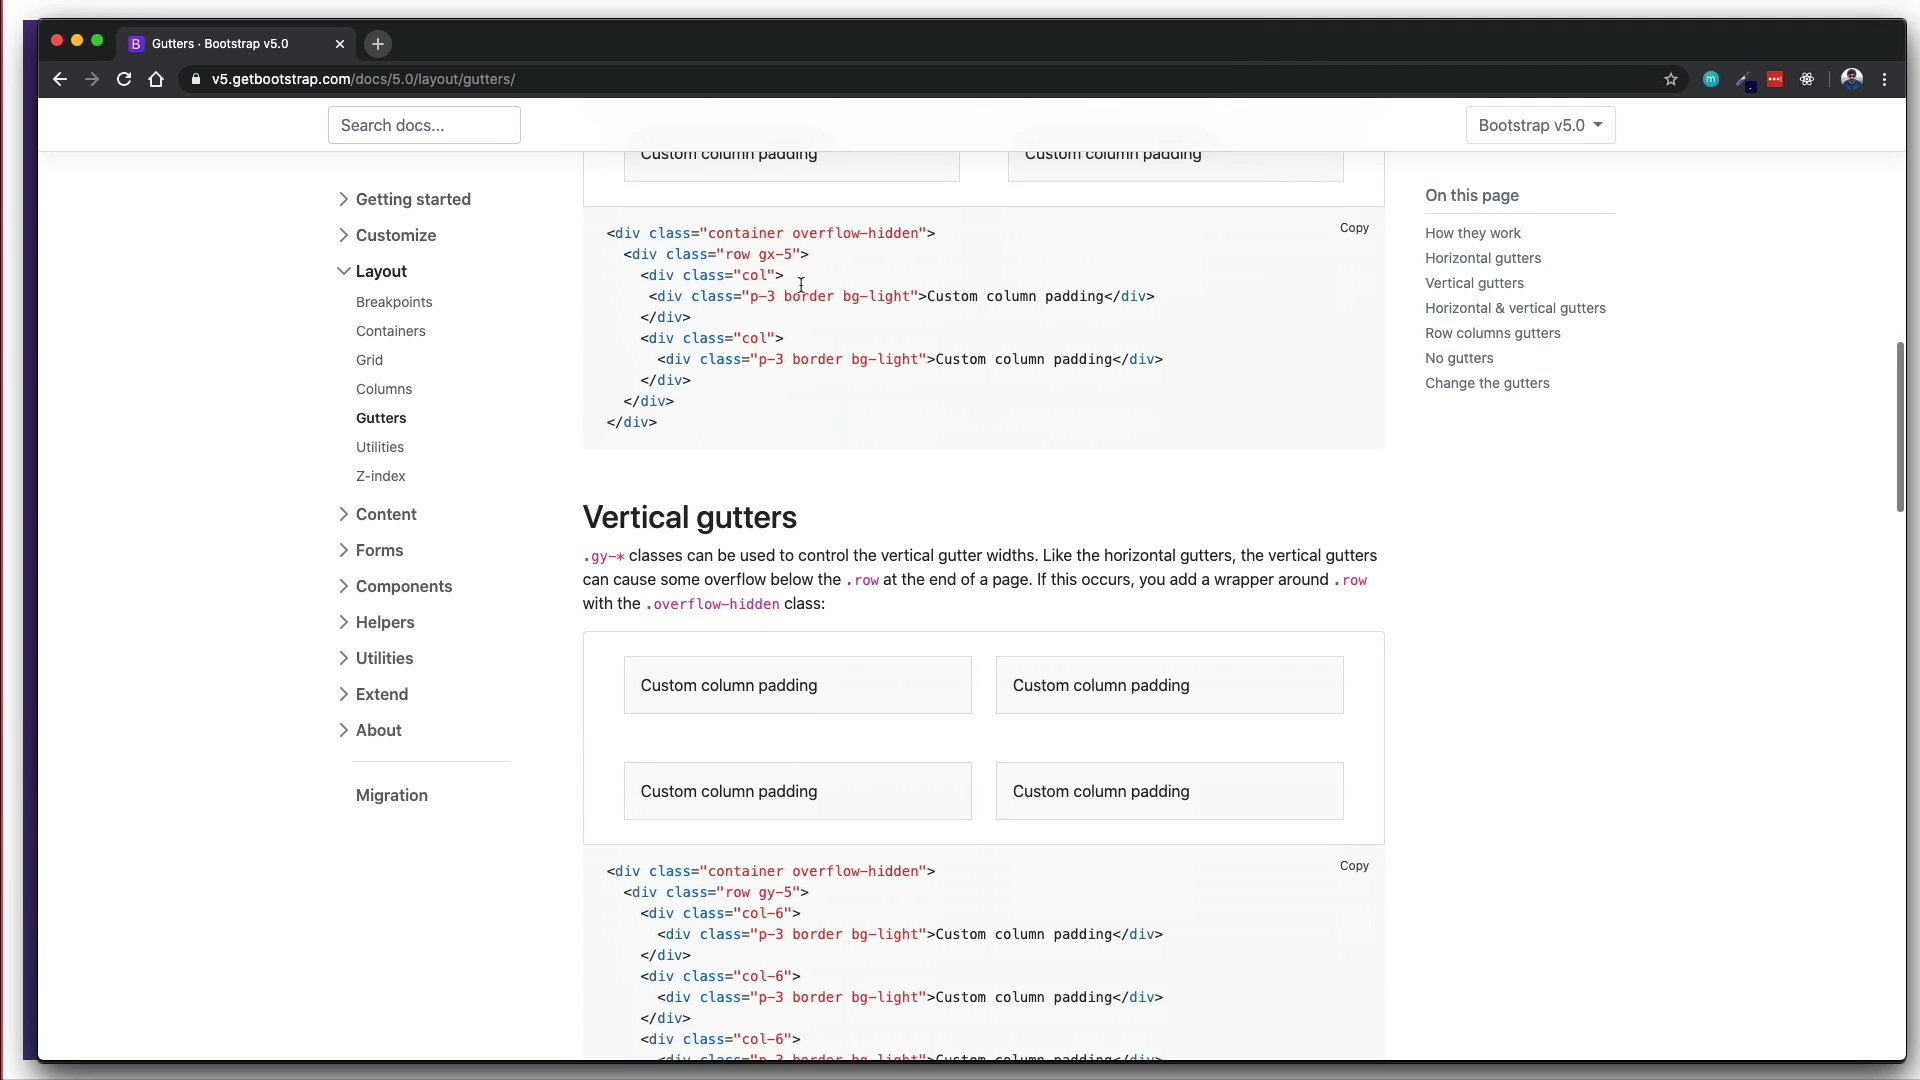 Gutters · Bootstrap v5.0
v5.getbootstrap.com/docs/5.0/layout/gutters/
Search docs...
Bootstrap v5.0
Getting started
Customize
Layout
Breakpoints
Containers
Grid
Columns
Gutters
Utilities
Z-index
Content
Forms
Components
Helpers
Utilities
Extend
About
Migration
Custom column padding
Custom column padding
Copy
<div class="container overflow-hidden">
<div class="row gx-5">
<div class="col">
<div class="p-3 border bg-light">Custom column padding</div>
</div>
<div class="col">
<div class="p-3 border bg-light">Custom column padding</div>
</div>
</div>
</div>
Vertical gutters
.gy-* classes can be used to control the vertical gutter widths. Like the horizontal gutters, the vertical gutters
can cause some overflow below the .row at the end of a page. If this occurs, you add a wrapper around .row
with the .overflow-hidden class:
Custom column padding
Custom column padding
Custom column padding
Custom column padding
Copy
<div class="container overflow-hidden">
<div class="row gy-5">
<div class="col-6">
<div class="p-3 border bg-light">Custom column padding</div>
</div>
<div class="col-6">
<div class="p-3 border bg-light">Custom column padding</div>
</div>
<div class="col-6">
<div class="p-3 border bg-light">Custom column padding</div>
On this page
How they work
Horizontal gutters
Vertical gutters
Horizontal & vertical gutters
Row columns gutters
No gutters
Change the gutters